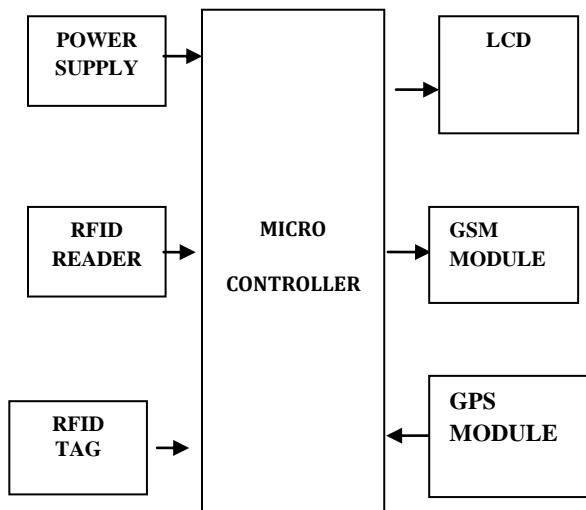 POWER
SUPPLY
LCD
RFID
READER
MICRO
CONTROLLER
GSM
MODULE
RFID
TAG
GPS
MODULE